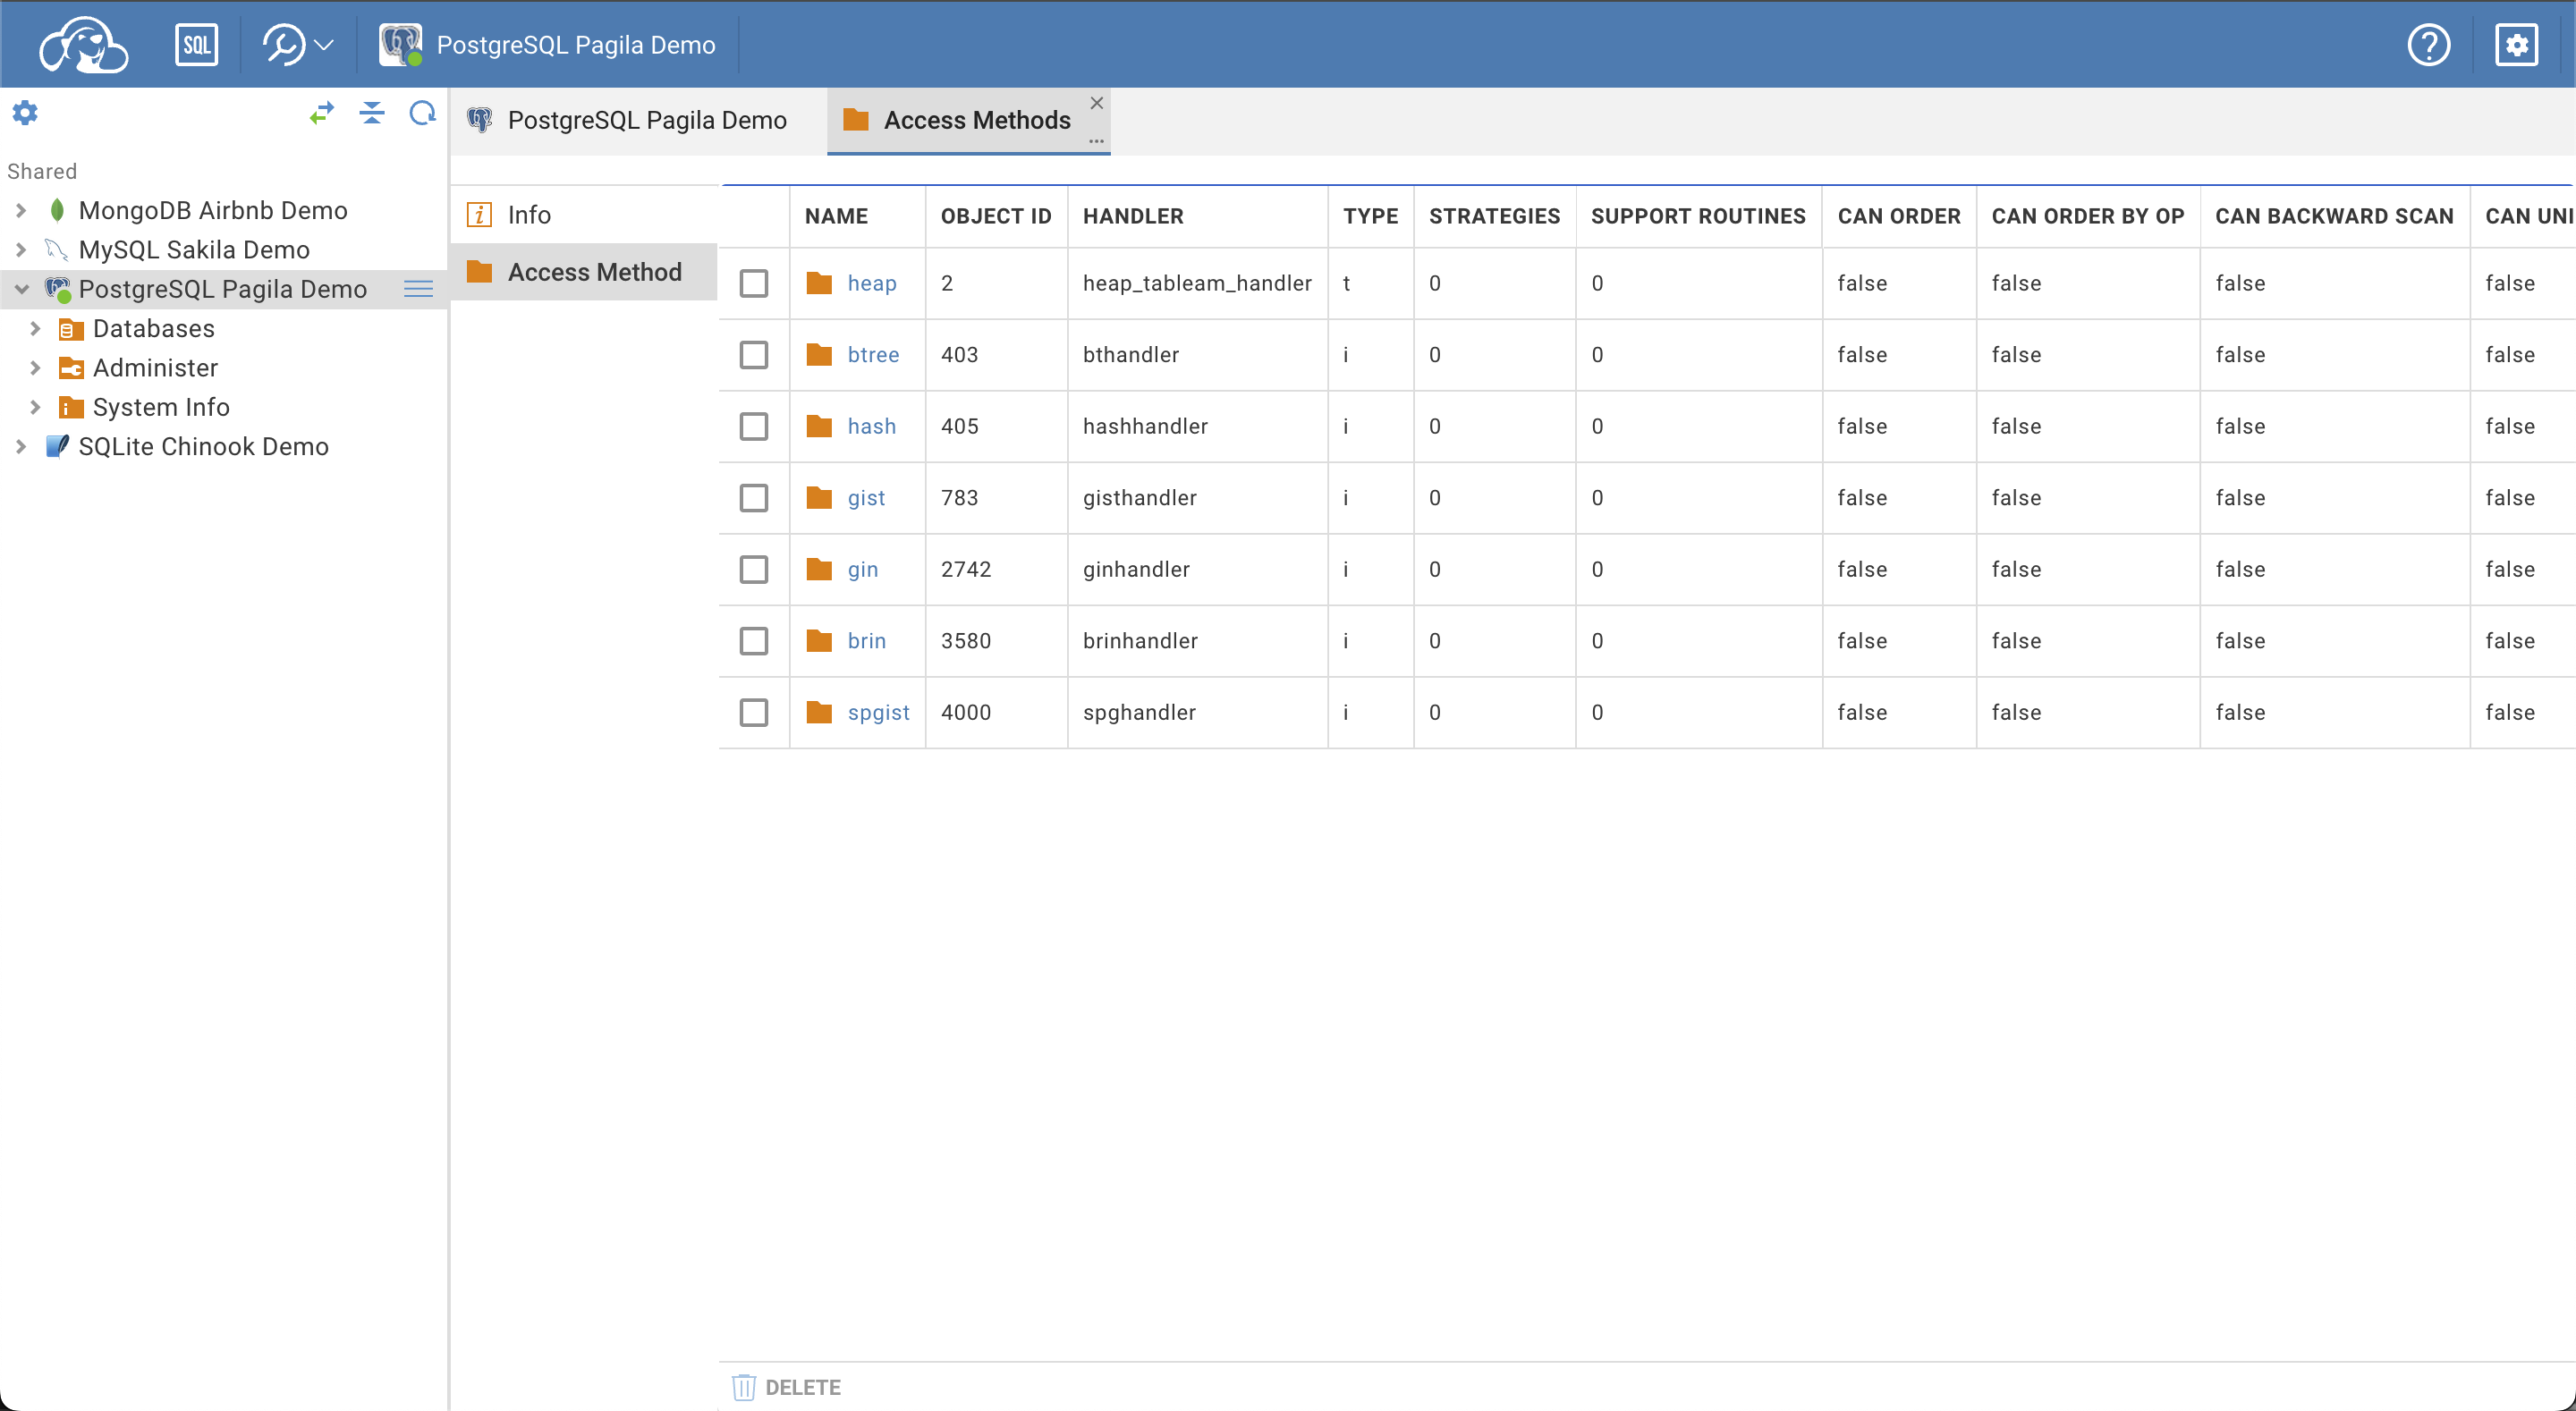 SQL
PostgreSQL Pagila Demo
PostgreSQL Pagila Demo
Access Methods
Shared
MongoDB Airbnb Demo
MySQL Sakila Demo
PostgreSQL Pagila Demo
Databases
Administer
System Info
SQLite Chinook Demo
Info
Access Method
NAME OBJECT ID HANDLER TYPE STRATEGIES SUPPORT ROUTINES CAN ORDER CAN ORDER BY OP CAN BACKWARD SCAN CAN UNI
heap 2 heap_tableam_handler t 0 0 false false false false
btree 403 bthandler i 0 0 false false false false
hash 405 hashhandler i 0 0 false false false false
gist 783 gisthandler i 0 0 false false false false
gin 2742 ginhandler i 0 0 false false false false
brin 3580 brinhandler i 0 0 false false false false
spgist 4000 spghandler i 0 0 false false false false
DELETE